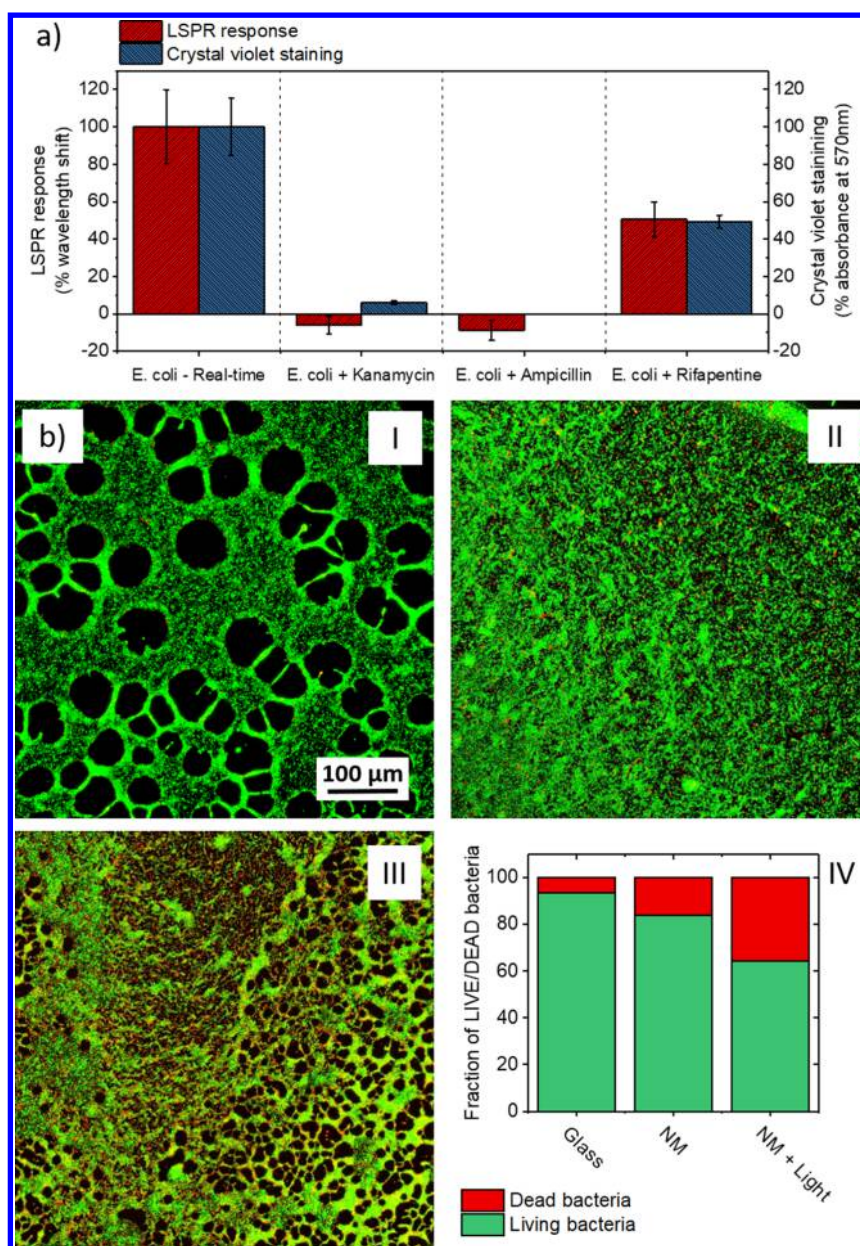 a)
LSPR response
Crystal violet staining
LSPR response
(% wavelength shift)
120
100
80
60
40
20
0
-20
120
100
80
60
40
20
0
-20
Crystal violet stainining
(% absorbance at 570nm)
E. coli - Real-time
E. coli + Kanamycin
E. coli + Ampicillin
E. coli + Rifapentine
b)
I
100 µm
II
III
IV
Fraction of LIVE/DEAD bacteria
100
80
60
40
20
0
Glass
NM
NM + Light
Dead bacteria
Living bacteria